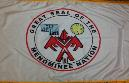 GREAT SEAL OF THE
MENOMINEE NATION